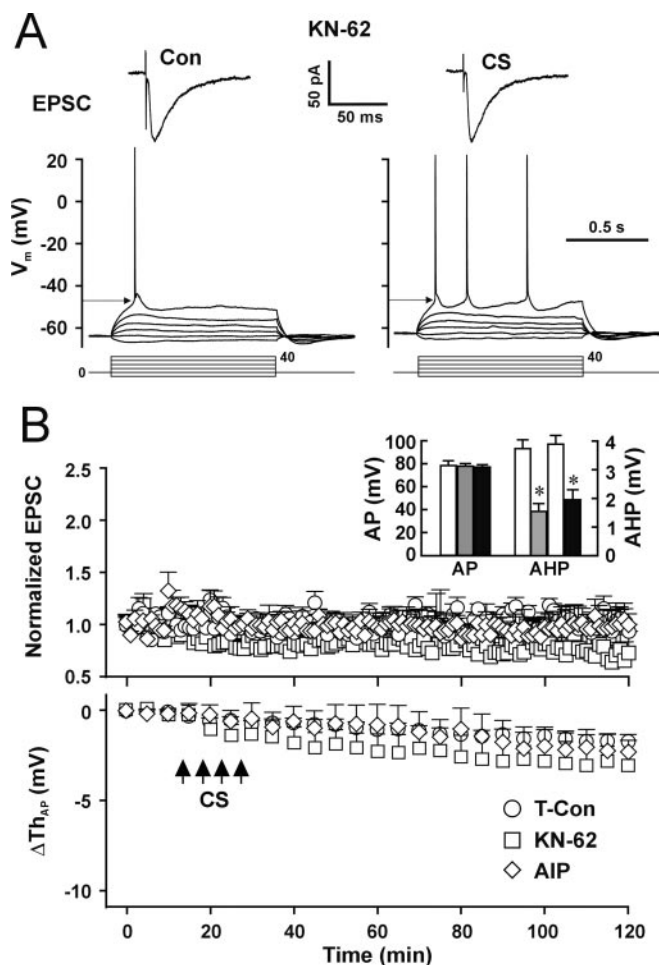 A
KN-62
Con
CS
EPSC
50 pA
50 ms
20
0
-20
-40
-60
Vm (mV)
0.5 s
40
40
0
B
2.5
2.0
1.5
1.0
0.5
Normalized EPSC
100
80
60
40
20
0
AP (mV)
4
3
2
1
0
AHP (mV)
* *
AP AHP
0
-5
-10
ΔThAP (mV)
CS
T-Con
KN-62
AIP
0 20 40 60 80 100 120
Time (min)